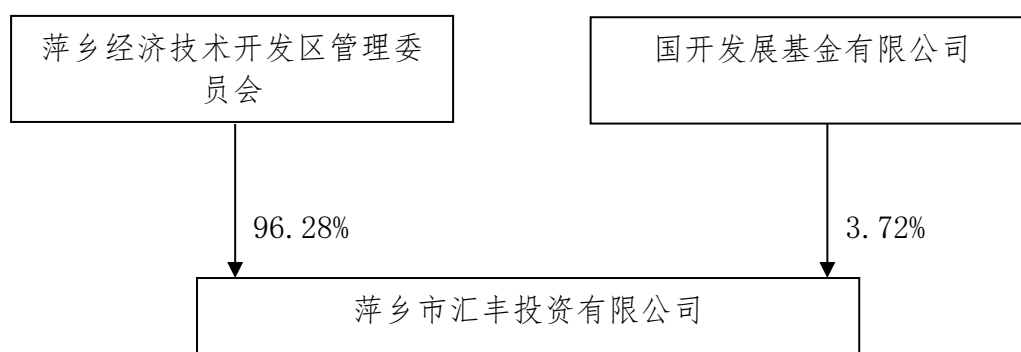 萍乡经济技术开发区管理委
员会
国开发展基金有限公司
96.28%
3.72%
萍乡市汇丰投资有限公司